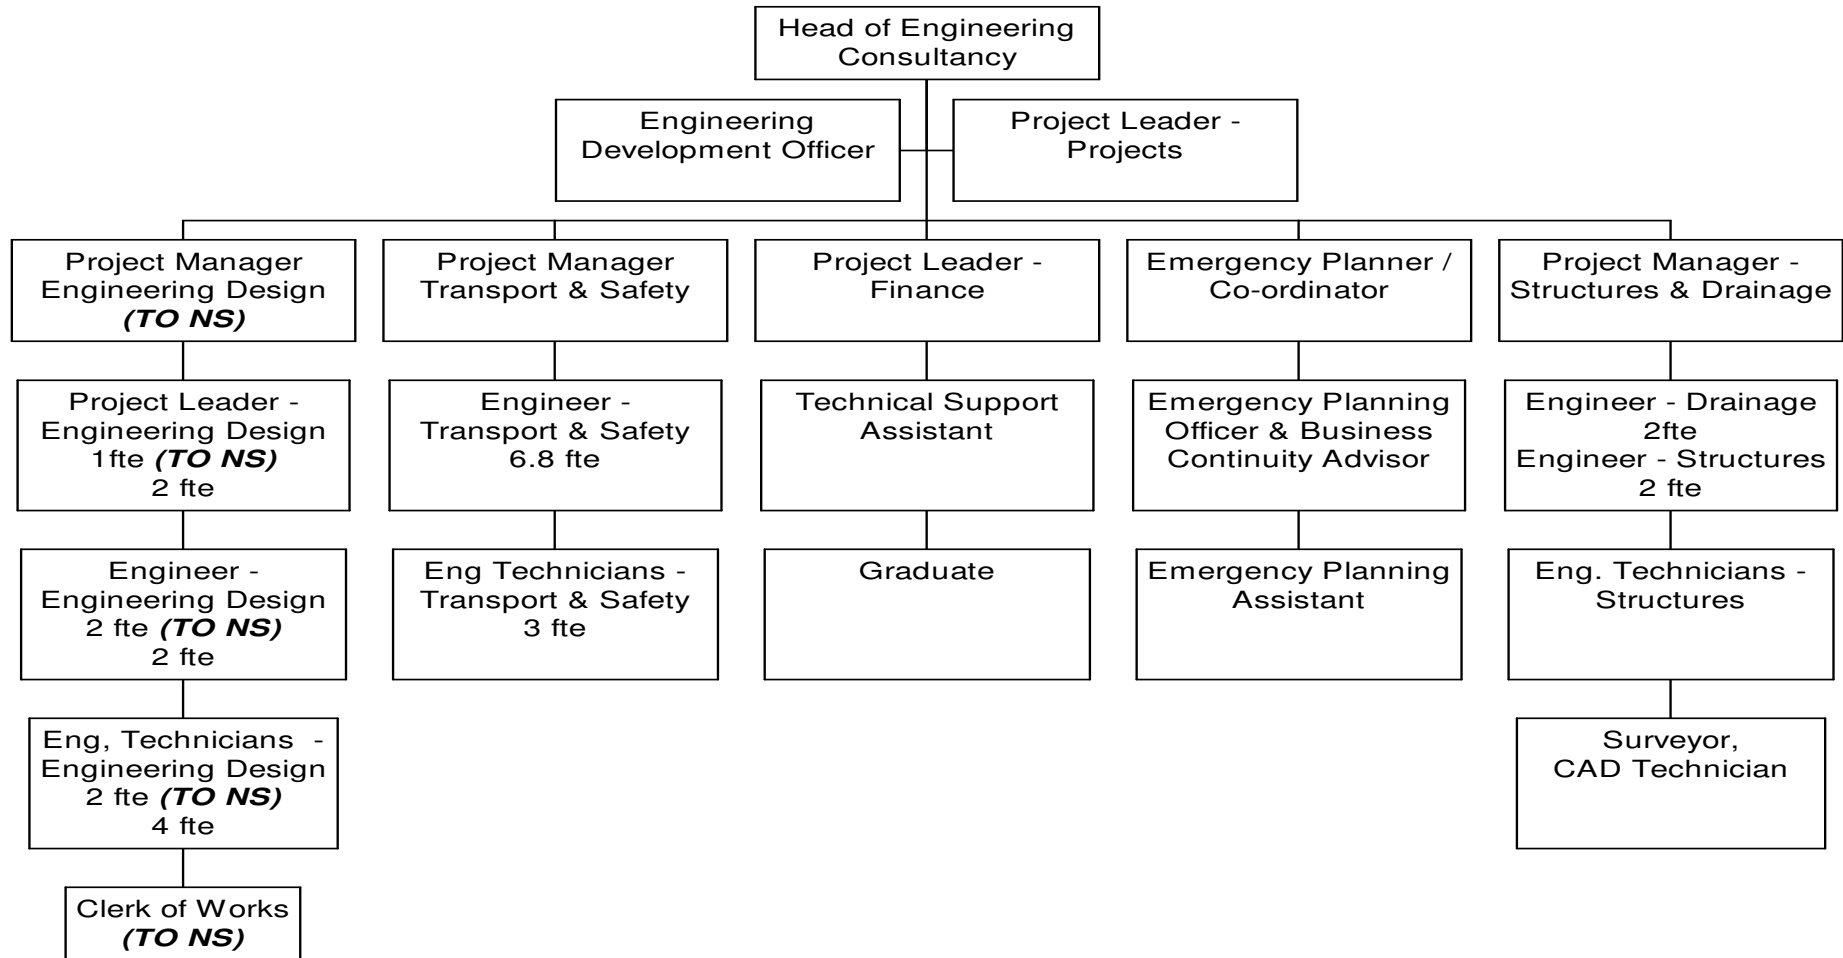 Head of Engineering
Consultancy
Engineering
Development Officer
Project Leader -
Projects
Project Manager
Engineering Design
(TO NS)
Project Manager
Transport & Safety
Project Leader -
Finance
Emergency Planner /
Co-ordinator
Project Manager -
Structures & Drainage
Project Leader -
Engineering Design
1fte (TO NS)
2 fte
Engineer -
Transport & Safety
6.8 fte
Technical Support
Assistant
Emergency Planning
Officer & Business
Continuity Advisor
Engineer - Drainage
2fte
Engineer - Structures
2 fte
Engineer -
Engineering Design
2 fte (TO NS)
2 fte
Eng Technicians -
Transport & Safety
3 fte
Graduate
Emergency Planning
Assistant
Eng. Technicians -
Structures
Eng, Technicians -
Engineering Design
2 fte (TO NS)
4 fte
Surveyor,
CAD Technician
Clerk of Works
(TO NS)